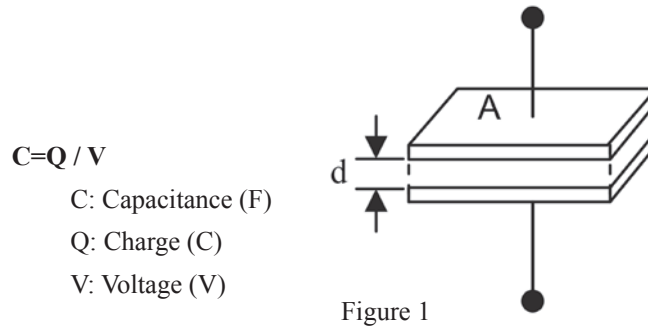 C=Q / V
C: Capacitance (F)
Q: Charge (C)
V: Voltage (V)
A
d
Figure 1